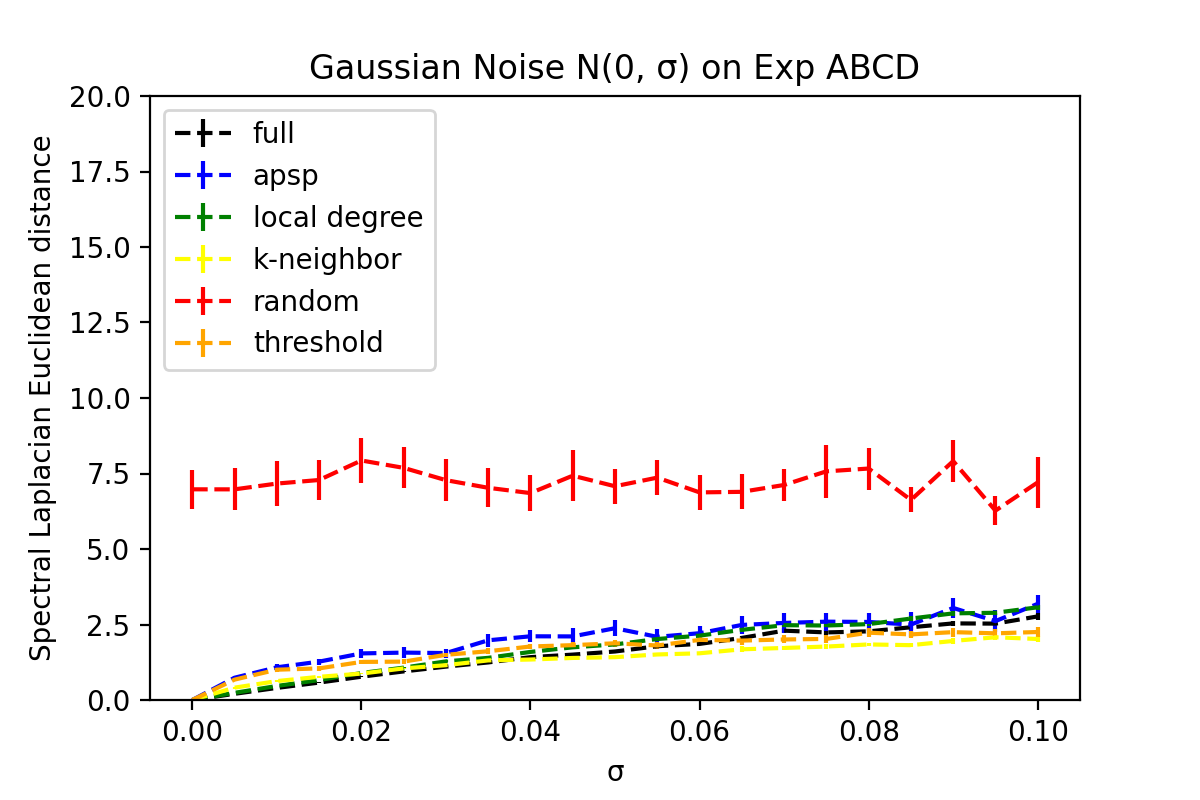 Gaussian Noise N(0, σ) on Exp ABCD
Spectral Laplacian Euclidean distance
20.0
17.5
15.0
12.5
10.0
7.5
5.0
2.5
0.0
full
apsp
local degree
k-neighbor
random
threshold
0.00 0.02 0.04 0.06 0.08 0.10
σ